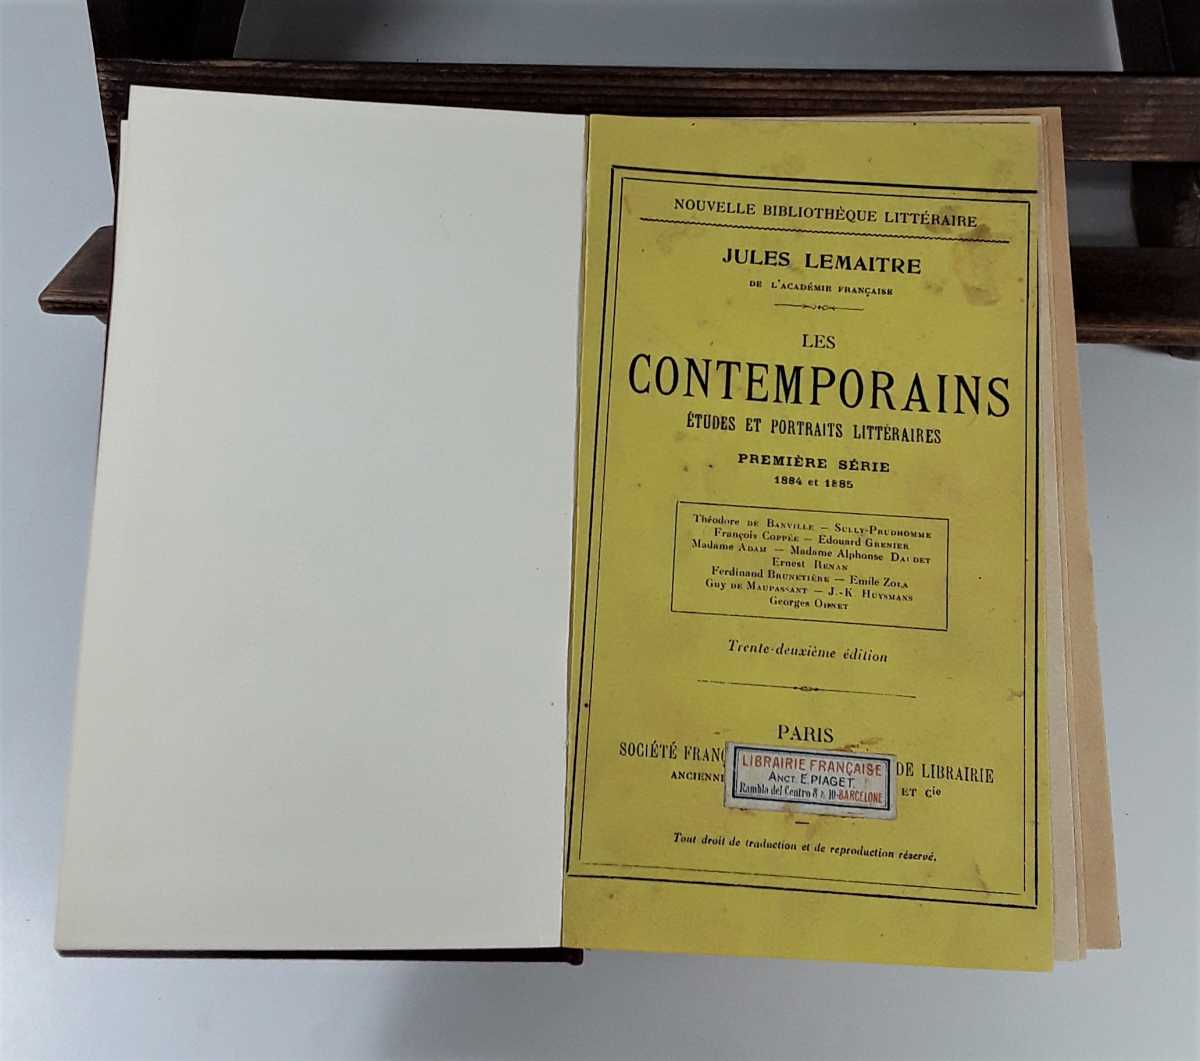 NOUVELLE BIBLIOTHÈQUE LITTÉRAIRE
JULES LEMAITRE
DE L'ACADÉMIE FRANÇAISE
LES
CONTEMPORAINS
ÉTUDES ET PORTRAITS LITTÉRAIRES
PREMIÈRE SÉRIE
1884 et 1885
Théodore DE BANVILLE — SULLY-PRUDHOMME
François COPPÉE — Edouard GRENIER
Madame ADAM — Madame Alphonse DAUDET
Ernest RENAN
Ferdinand BRUNETIÈRE — Emile ZOLA
Guy DE MAUPASSANT — J.-K HUYSMANS
Georges OHNET
Trente-deuxième édition
PARIS
SOCIÉTÉ FRANÇ DE LIBRAIRIE
ANCIENN ET Cie
LIBRAIRIE FRANÇAISE
ANCT. E. PIAGET
Rambla del Centro 8 & 10-BARCELONE
Tout droit de traduction et de reproduction réservé.